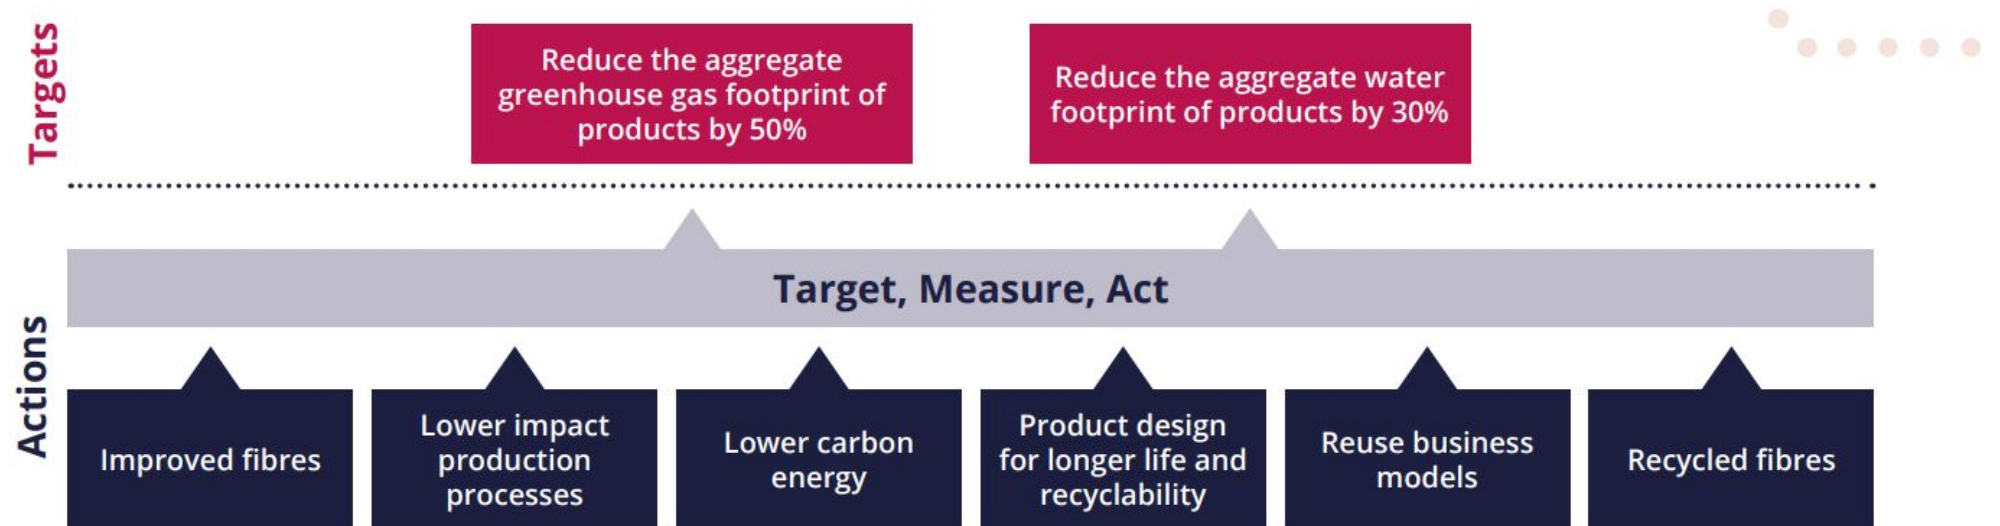 Targets
Reduce the aggregate
greenhouse gas footprint of
products by 50%
Reduce the aggregate water
footprint of products by 30%
Actions
Target, Measure, Act
Improved fibres
Lower impact
production
processes
Lower carbon
energy
Product design
for longer life and
recyclability
Reuse business
models
Recycled fibres